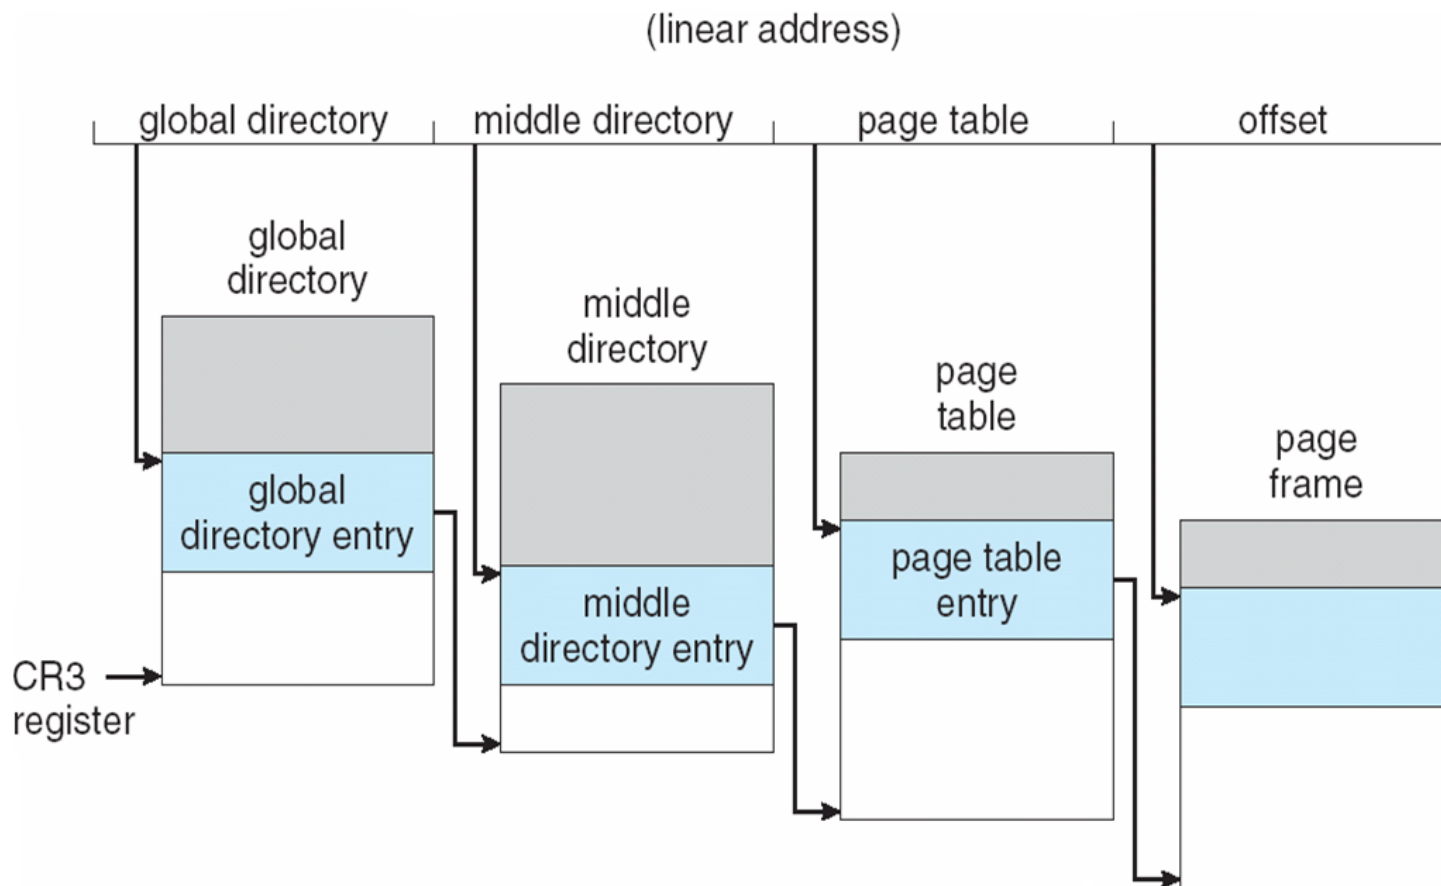 (linear address)
global directory
middle directory
page table
offset
global
directory
middle
directory
page
table
page
frame
global
directory entry
page table
entry
middle
directory entry
CR3
register